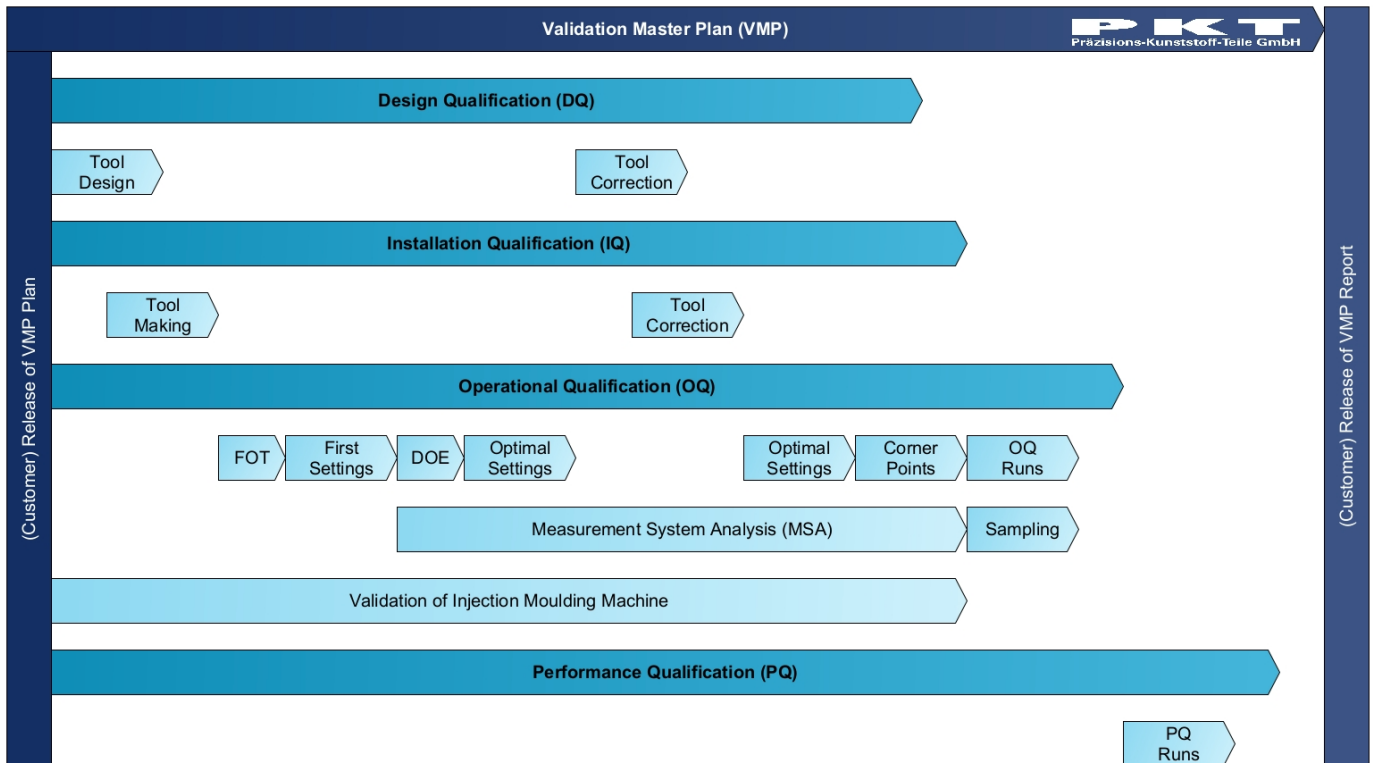 Validation Master Plan (VMP)
PKT
Präzisions-Kunststoff-Teile GmbH
(Customer) Release of VMP Plan
Design Qualification (DQ)
Tool
Design
Tool
Correction
Installation Qualification (IQ)
Tool
Making
Tool
Correction
Operational Qualification (OQ)
FOT
First
Settings
DOE
Optimal
Settings
Optimal
Settings
Corner
Points
OQ
Runs
Measurement System Analysis (MSA)
Sampling
Validation of Injection Moulding Machine
Performance Qualification (PQ)
PQ
Runs
(Customer) Release of VMP Report